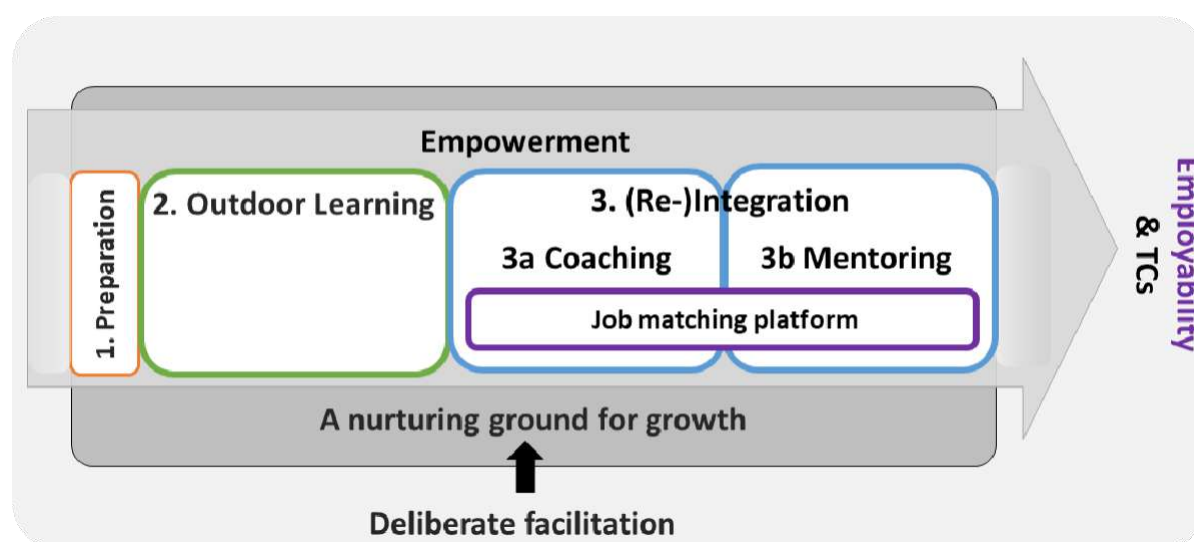 Empowerment
1. Preparation
2. Outdoor Learning
3. (Re-)Integration
3a Coaching
3b Mentoring
Job matching platform
A nurturing ground for growth
Deliberate facilitation
Employability
& TCs